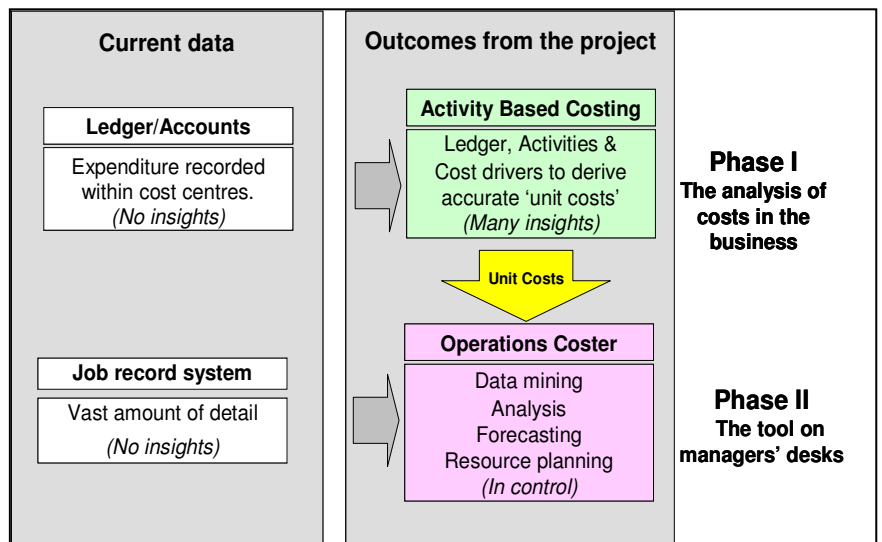 Current data
Ledger/Accounts
Expenditure recorded
within cost centres.
(No insights)
Job record system
Vast amount of detail
(No insights)
Outcomes from the project
Activity Based Costing
Ledger, Activities &
Cost drivers to derive
accurate ‘unit costs’
(Many insights)
Unit Costs
Operations Coster
Data mining
Analysis
Forecasting
Resource planning
(In control)
Phase I
The analysis of
costs in the
business
Phase II
The tool on
managers’ desks